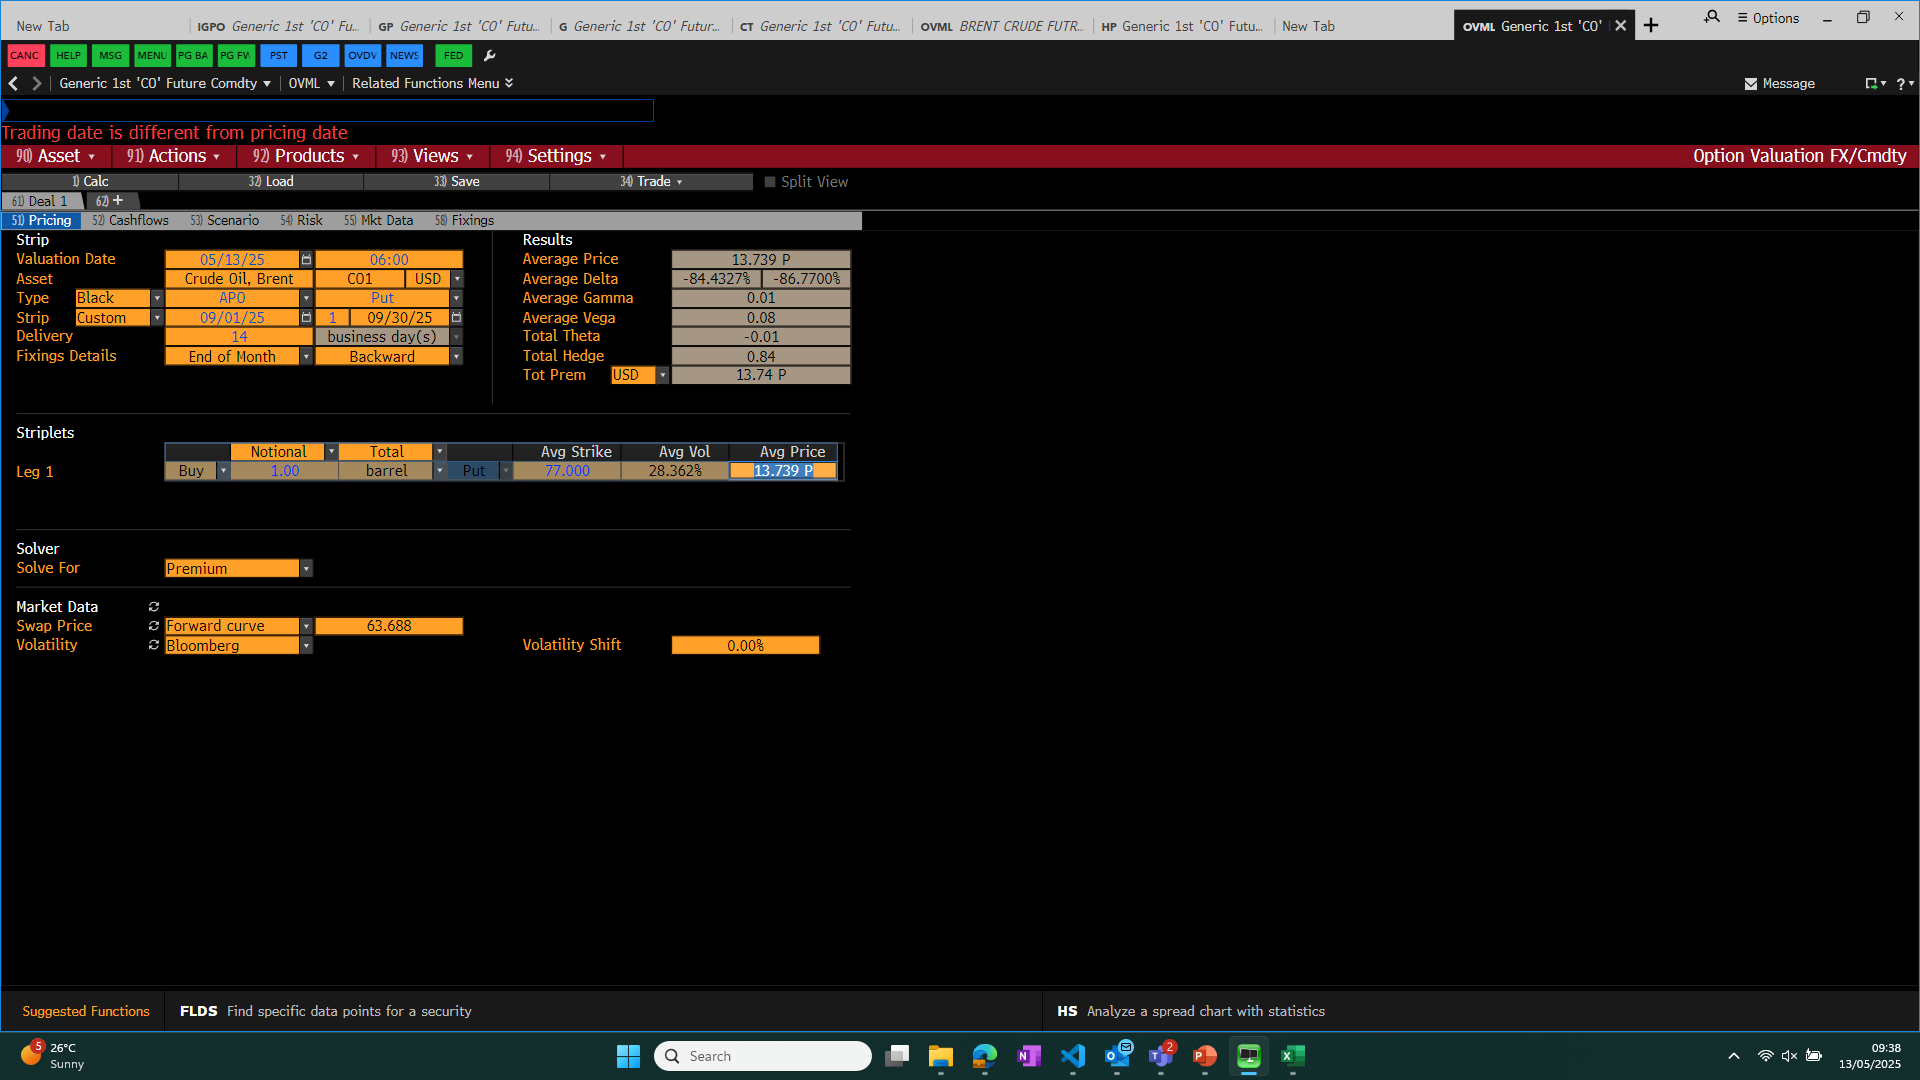 New Tab IGPO Generic 1st 'CO' Fu... GP Generic 1st 'CO' Futu... G Generic 1st 'CO' Futur... CT Generic 1st 'CO' Futu... OVML BRENT CRUDE FUTR... HP Generic 1st 'CO' Futu... New Tab OVML Generic 1st 'CO' Options
CANC HELP MSG MENU PG BA PG FW PST G2 OVDV NEWS FED
Generic 1st 'CO' Future Comdty OVML Related Functions Menu Message ?
Trading date is different from pricing date
90) Asset 91) Actions 92) Products 93) Views 94) Settings Option Valuation FX/Cmdty
1) Calc 32) Load 33) Save 34) Trade Split View
61) Deal 1 62) +
51) Pricing 52) Cashflows 53) Scenario 54) Risk 55) Mkt Data 58) Fixings
Strip Results
Valuation Date 05/13/25 06:00 Average Price 13.739 P
Asset Crude Oil, Brent CO1 USD Average Delta -84.4327% -86.7700%
Type Black APO Put Average Gamma 0.01
Strip Custom 09/01/25 1 09/30/25 Average Vega 0.08
Delivery 14 business day(s) Total Theta -0.01
Fixings Details End of Month Backward Total Hedge 0.84
Tot Prem USD 13.74 P
Striplets
Notional Total Avg Strike Avg Vol Avg Price
Leg 1 Buy 1.00 barrel Put 77.000 28.362% 13.739 P
Solver
Solve For Premium
Market Data
Swap Price Forward curve 63.688
Volatility Bloomberg Volatility Shift 0.00%
Suggested Functions FLDS Find specific data points for a security HS Analyze a spread chart with statistics
5 26°C Search 2 09:38
Sunny 13/05/2025